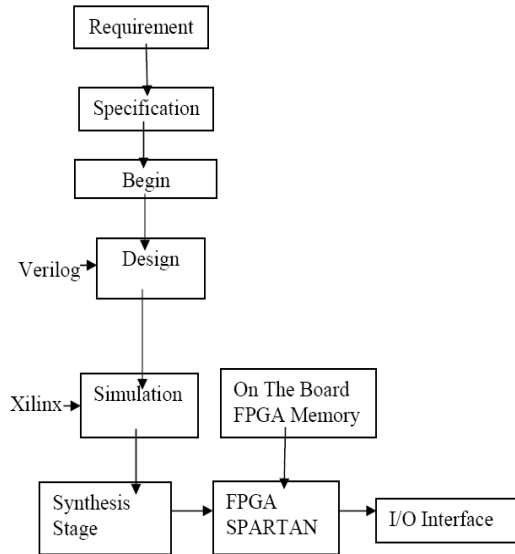 Requirement
Specification
Begin
Verilog
Design
Xilinx
Simulation
On The Board
FPGA Memory
Synthesis
Stage
FPGA
SPARTAN
I/O Interface